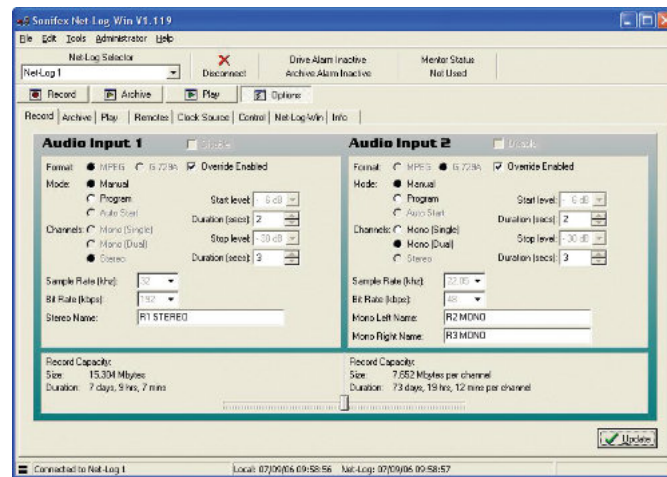 Sonifex Net-Log-Win V1.119
File Edit Tools Administrator Help
Net-Log Selector
Net-Log 1
Disconnect
Drive Alarm Inactive
Archive Alarm Inactive
Mentor Status
Not Used
Record Archive Play Options
Record Archive Play Remotes Clock Source Control Net-Log-Win Info
Audio Input 1 Disable
Format: MPEG G.729A Override Enabled
Mode: Manual
Program
Auto Start
Start level: - 6 dB
Duration (secs): 2
Channels: Mono (Single)
Mono (Dual)
Stereo
Stop level: - 30 dB
Duration (secs): 3
Sample Rate (khz): 32
Bit Rate (kbps): 192
Stereo Name: R1 STEREO
Audio Input 2 Disable
Format: MPEG G.729A Override Enabled
Mode: Manual
Program
Auto Start
Start level: - 6 dB
Duration (secs): 2
Channels: Mono (Single)
Mono (Dual)
Stereo
Stop level: - 30 dB
Duration (secs): 3
Sample Rate (khz): 22.05
Bit Rate (kbps): 48
Mono Left Name: R2 MONO
Mono Right Name: R3 MONO
Record Capacity:
Size: 15,304 Mbytes
Duration: 7 days, 9 hrs, 7 mins
Record Capacity:
Size: 7,652 Mbytes per channel
Duration: 73 days, 19 hrs, 12 mins per channel
Update
Connected to Net-Log 1
Local: 07/09/06 09:58:56 Net-Log: 07/09/06 09:58:57